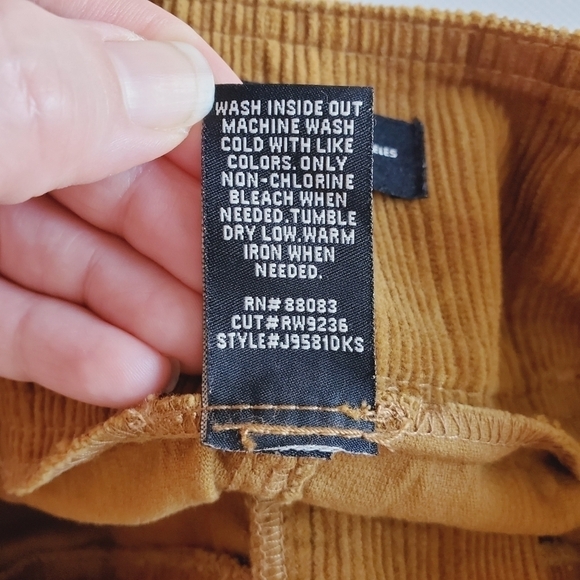 WASH INSIDE OUT
MACHINE WASH
COLD WITH LIKE
COLORS. ONLY
NON-CHLORINE
BLEACH WHEN
NEEDED.TUMBLE
DRY LOW.WARM
IRON WHEN
NEEDED.
RN#88083
CUT#RW9236
STYLE#J9581DKS